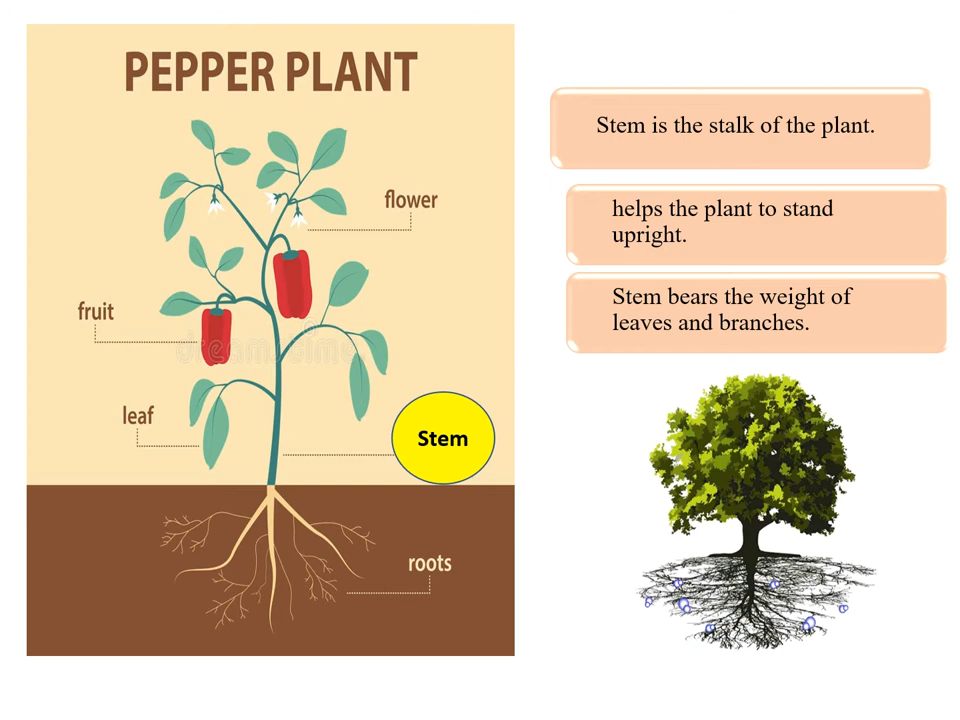 PEPPER PLANT
flower
fruit
dreamstime
leaf
Stem
roots
Stem is the stalk of the plant.
helps the plant to stand
upright.
Stem bears the weight of
leaves and branches.